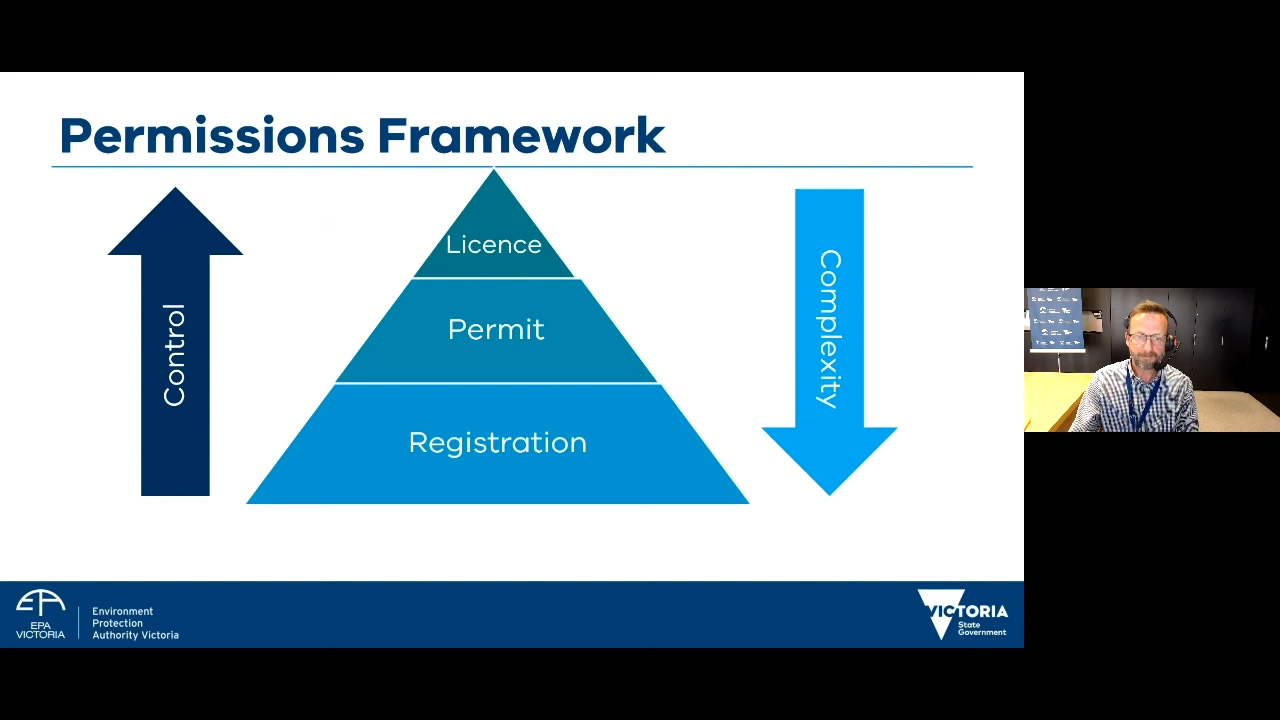 Permissions Framework
Control
Licence
Permit
Registration
Complexity
EPA
VICTORIA
Environment
Protection
Authority Victoria
VICTORIA
State
Government